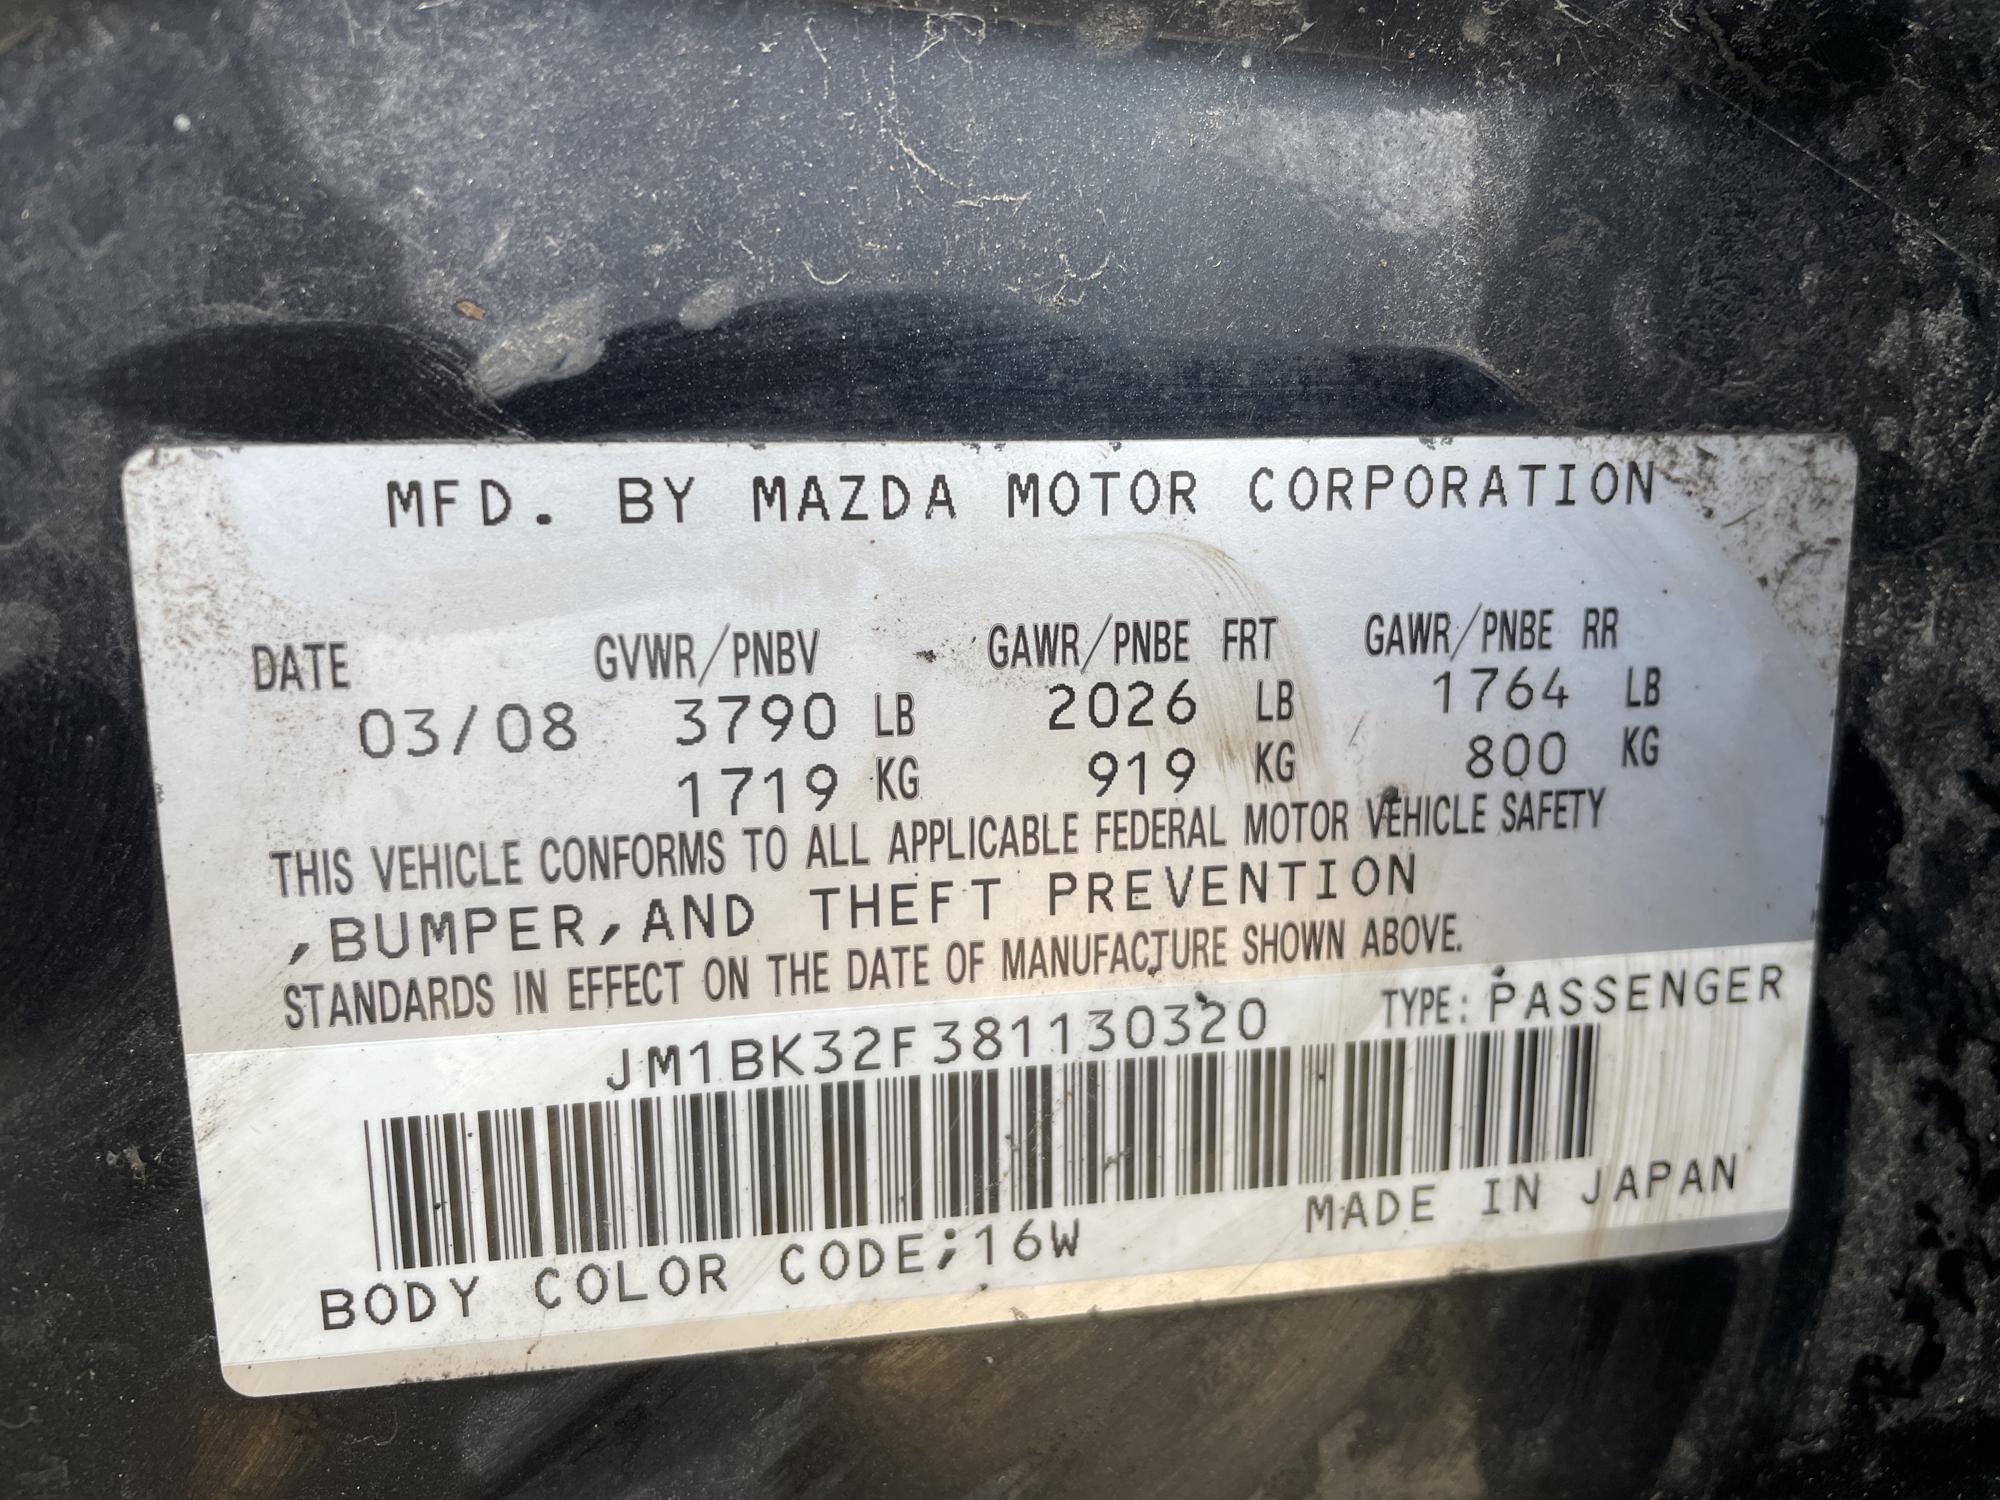 MFD. BY MAZDA MOTOR CORPORATION
DATE GVWR/PNBV GAWR/PNBE FRT GAWR/PNBE RR
03/08 3790 LB 2026 LB 1764 LB
1719 KG 919 KG 800 KG
THIS VEHICLE CONFORMS TO ALL APPLICABLE FEDERAL MOTOR VEHICLE SAFETY
,BUMPER,AND THEFT PREVENTION
STANDARDS IN EFFECT ON THE DATE OF MANUFACTURE SHOWN ABOVE.
JM1BK32F381130320 TYPE: PASSENGER
MADE IN JAPAN
BODY COLOR CODE;16W